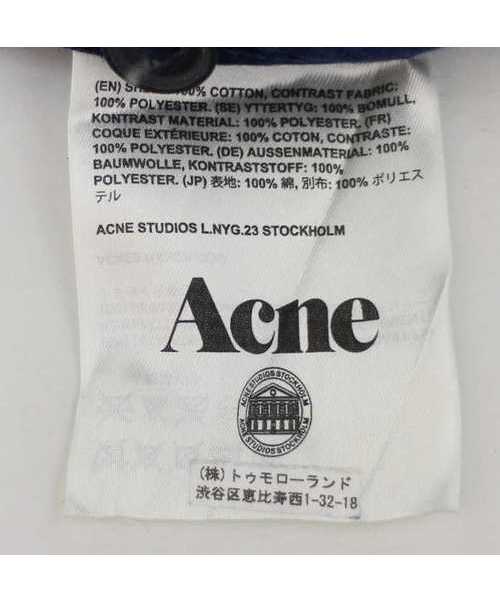 (EN) SHELL: 100% COTTON, CONTRAST FABRIC:
100% POLYESTER. (SE) YTTERTYG: 100% BOMULL,
KONTRAST MATERIAL: 100% POLYESTER. (FR)
COQUE EXTÉRIEURE: 100% COTON, CONTRASTE:
100% POLYESTER. (DE) AUSSENMATERIAL: 100%
BAUMWOLLE, KONTRASTSTOFF: 100%
POLYESTER. (JP) 表地: 100% 綿, 別布: 100% ポリエス
テル
ACNE STUDIOS L.NYG.23 STOCKHOLM
Acne
ACNE STUDIOS STOCKHOLM
ACNE STUDIOS STOCKHOLM
(株)トゥモローランド
渋谷区恵比寿西1-32-18